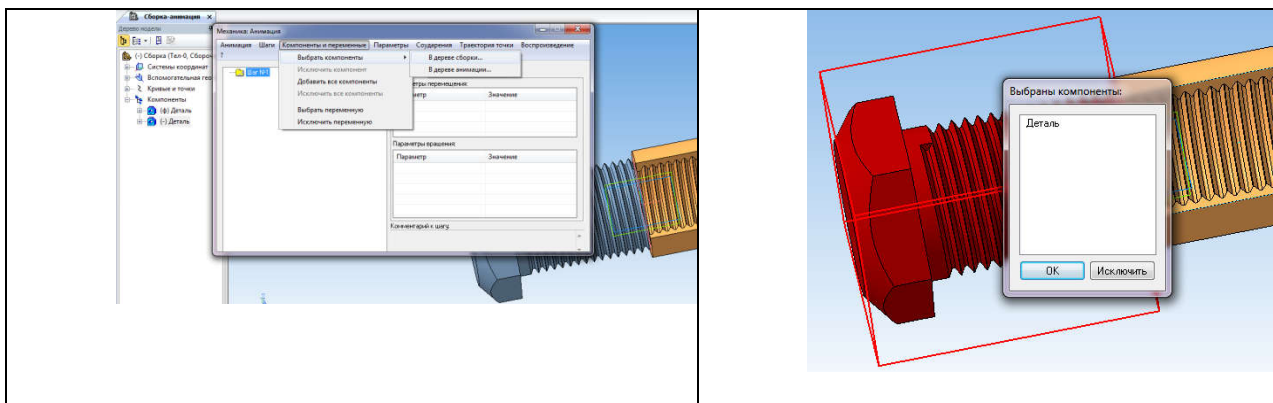 Сборка-анимация ×
Дерево модели
(-) Сборка (Тел-0, Сборо
Системы координат
Вспомогательная гео
Кривые и точки
Компоненты
(ф) Деталь
(-) Деталь
Механика: Анимация
Анимация Шаги Компоненты и переменные Параметры Соударения Траектория точки Воспроизведение
?
Шаг №1
Выбрать компоненты
Исключить компонент
Добавить все компоненты
Исключить все компоненты
Выбрать переменную
Исключить переменную
В дереве сборки...
В дереве анимации...
етры перемещения:
метр Значение
Параметры вращения:
Параметр Значение
Комментарий к шагу:
Выбраны компоненты:
Деталь
OK Исключить